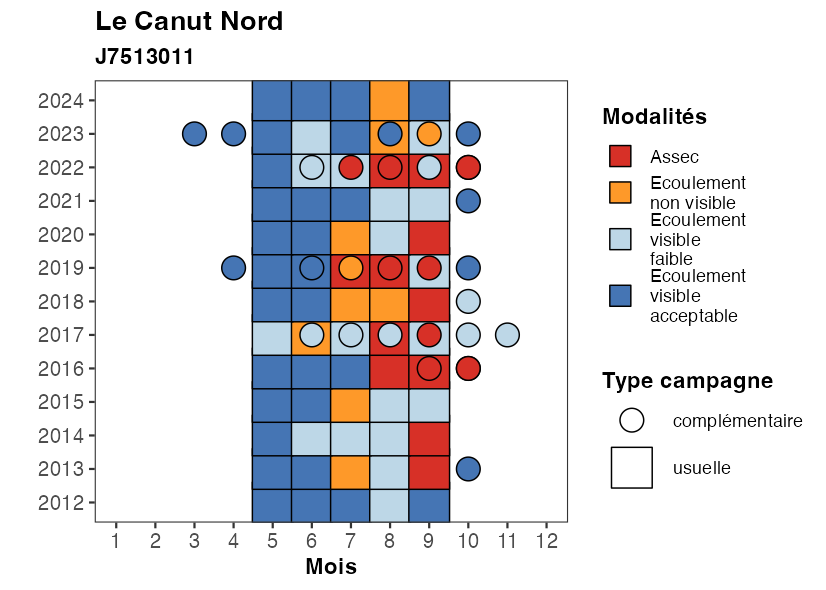 Le Canut Nord
J7513011
2024
2023
2022
2021
2020
2019
2018
2017
2016
2015
2014
2013
2012
1 2 3 4 5 6 7 8 9 10 11 12
Mois
Modalités
Assec
Ecoulement
non visible
Ecoulement
visible
faible
Ecoulement
visible
acceptable
Type campagne
complémentaire
usuelle